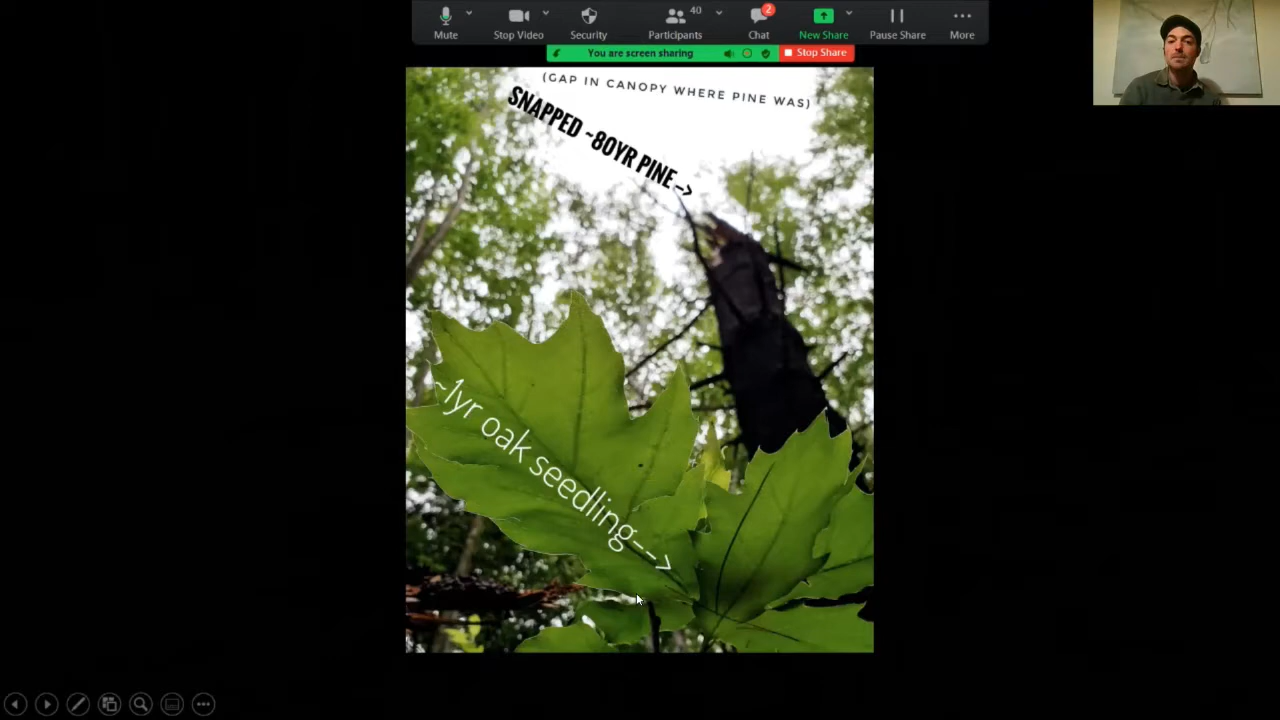 40
2
Mute
Stop Video
Security
Participants
Chat
New Share
Pause Share
More
You are screen sharing
Stop Share
(GAP IN CANOPY WHERE PINE WAS)
SNAPPED ~80YR PINE->
~1yr oak seedling-->